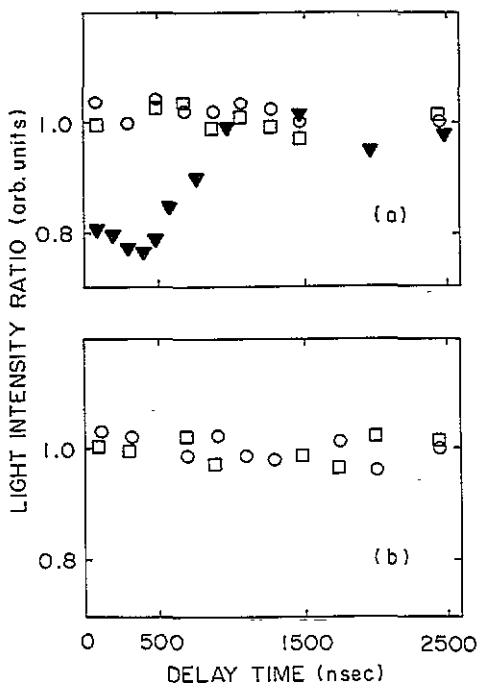 1.0
0.8
(a)
1.0
0.8
(b)
0 500 1500 2500
DELAY TIME (nsec)
LIGHT INTENSITY RATIO (arb. units)